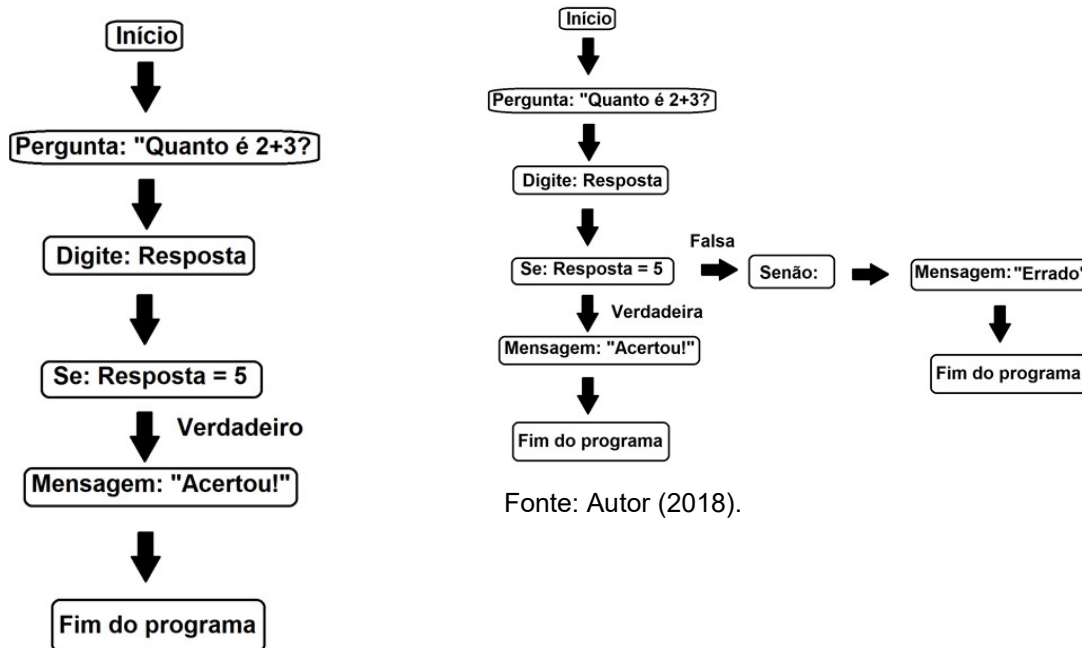 Início
Pergunta: "Quanto é 2+3?
Digite: Resposta
Se: Resposta = 5
Verdadeiro
Mensagem: "Acertou!"
Fim do programa
Início
Pergunta: "Quanto é 2+3?
Digite: Resposta
Se: Resposta = 5
Falsa
Senão:
Mensagem: "Errado"
Fim do programa
Verdadeira
Mensagem: "Acertou!"
Fim do programa
Fonte: Autor (2018).